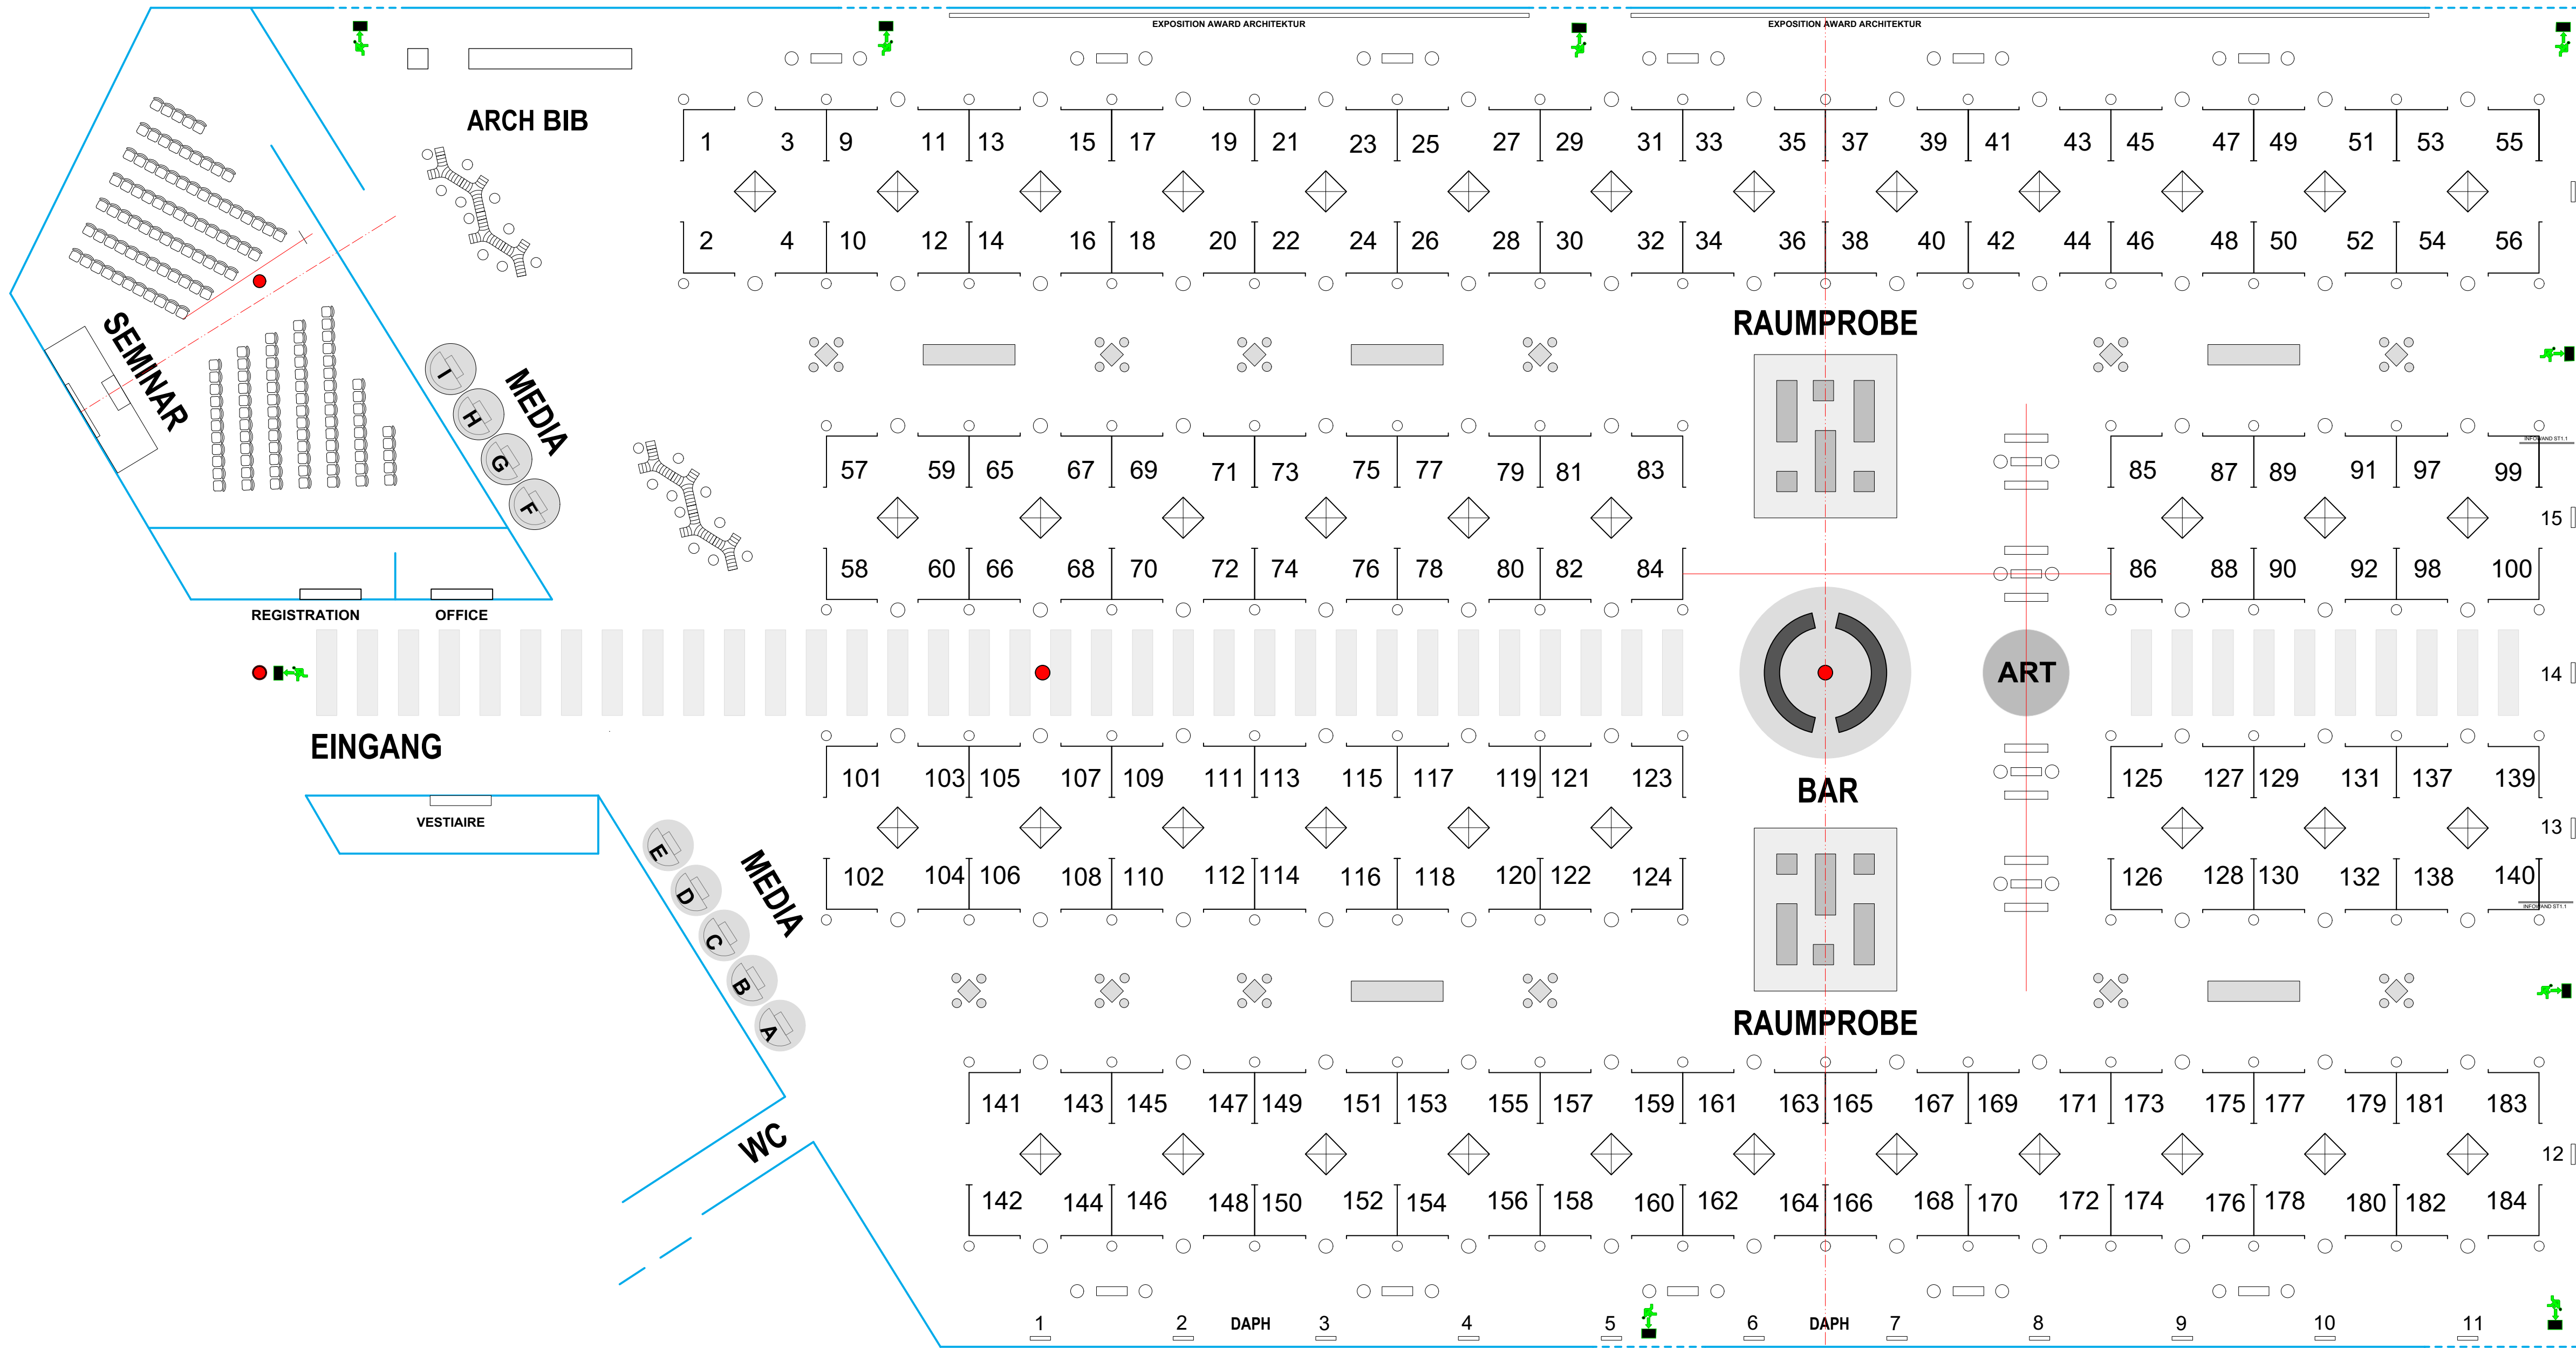 EXPOSITION AWARD ARCHITEKTUR EXPOSITION AWARD ARCHITEKTUR
ARCH BIB
1 3 9 11 13 15 17 19 21 23 25 27 29 31 33 35 37 39 41 43 45 47 49 51 53 55
2 4 10 12 14 16 18 20 22 24 26 28 30 32 34 36 38 40 42 44 46 48 50 52 54 56
SEMINAR
RAUMPROBE
MEDIA
I
H
G
F
INFOWAND ST1.1
57 59 65 67 69 71 73 75 77 79 81 83 85 87 89 91 97 99
15
58 60 66 68 70 72 74 76 78 80 82 84 86 88 90 92 98 100
REGISTRATION OFFICE
ART 14
EINGANG
101 103 105 107 109 111 113 115 117 119 121 123 125 127 129 131 137 139
BAR
VESTIAIRE
13
MEDIA
E
D
C
B
A
102 104 106 108 110 112 114 116 118 120 122 124 126 128 130 132 138 140
INFOWAND ST1.1
RAUMPROBE
141 143 145 147 149 151 153 155 157 159 161 163 165 167 169 171 173 175 177 179 181 183
WC
12
142 144 146 148 150 152 154 156 158 160 162 164 166 168 170 172 174 176 178 180 182 184
1 2 DAPH 3 4 5 6 DAPH 7 8 9 10 11